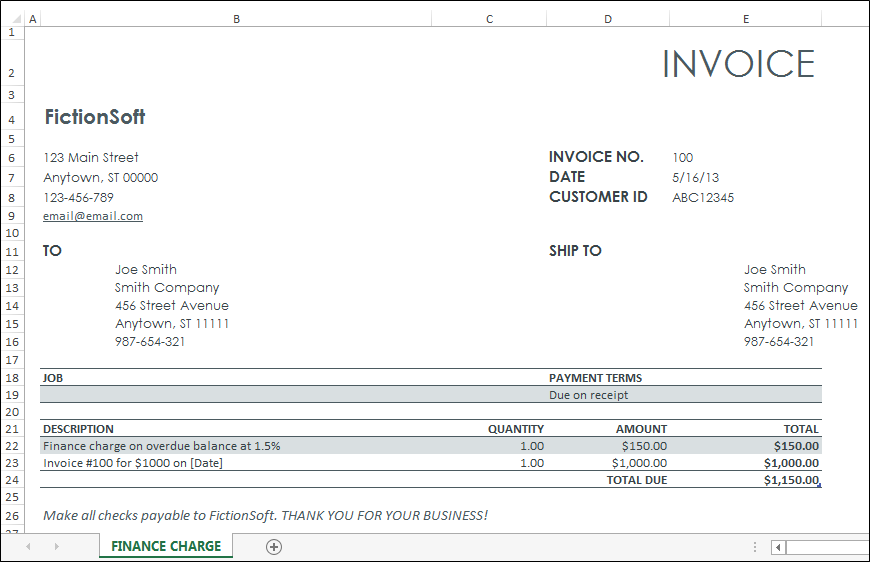 A B C D E
1
2 INVOICE
3
4 FictionSoft
5
6 123 Main Street INVOICE NO. 100
7 Anytown, ST 00000 DATE 5/16/13
8 123-456-789 CUSTOMER ID ABC12345
9 email@email.com
10
11 TO SHIP TO
12 Joe Smith Joe Smith
13 Smith Company Smith Company
14 456 Street Avenue 456 Street Avenue
15 Anytown, ST 11111 Anytown, ST 11111
16 987-654-321 987-654-321
17
18 JOB PAYMENT TERMS
19 Due on receipt
20
21 DESCRIPTION QUANTITY AMOUNT TOTAL
22 Finance charge on overdue balance at 1.5% 1.00 $150.00 $150.00
23 Invoice #100 for $1000 on [Date] 1.00 $1,000.00 $1,000.00
24 TOTAL DUE $1,150.00
25
26 Make all checks payable to FictionSoft. THANK YOU FOR YOUR BUSINESS!
27
FINANCE CHARGE